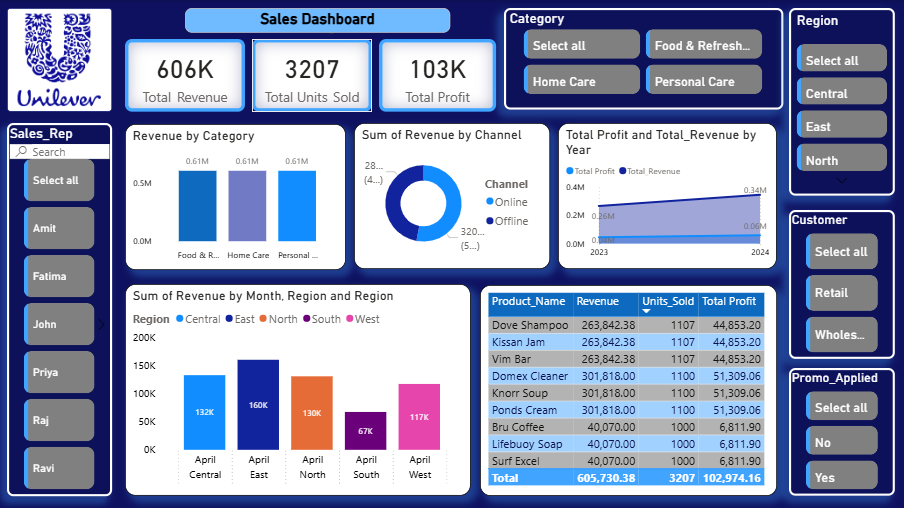 Sales Dashboard
Unilever
606K
Total Revenue
3207
Total Units Sold
103K
Total Profit
Category
Select all
Food & Refresh...
Home Care
Personal Care
Region
Select all
Central
East
North
Sales_Rep
Search
Select all
Amit
Fatima
John
Priya
Raj
Ravi
Revenue by Category
0.61M 0.61M 0.61M
0.5M
0.0M
Food & R... Home Care Personal ...
Sum of Revenue by Channel
28...
(4...)
320...
(5...)
Channel
Online
Offline
Total Profit and Total_Revenue by
Year
Total Profit Total_Revenue
0.4M
0.2M
0.0M
0.26M
0.34M
0.06M
2023 2024
Customer
Select all
Retail
Wholes...
Sum of Revenue by Month, Region and Region
Region Central East North South West
200K
150K
100K
50K
0K
132K 160K 130K 67K 117K
April April April April April
Central East North South West
Product_Name Revenue Units_Sold Total Profit
Dove Shampoo 263,842.38 1107 44,853.20
Kissan Jam 263,842.38 1107 44,853.20
Vim Bar 263,842.38 1107 44,853.20
Domex Cleaner 301,818.00 1100 51,309.06
Knorr Soup 301,818.00 1100 51,309.06
Ponds Cream 301,818.00 1100 51,309.06
Bru Coffee 40,070.00 1000 6,811.90
Lifebuoy Soap 40,070.00 1000 6,811.90
Surf Excel 40,070.00 1000 6,811.90
Total 605,730.38 3207 102,974.16
Promo_Applied
Select all
No
Yes